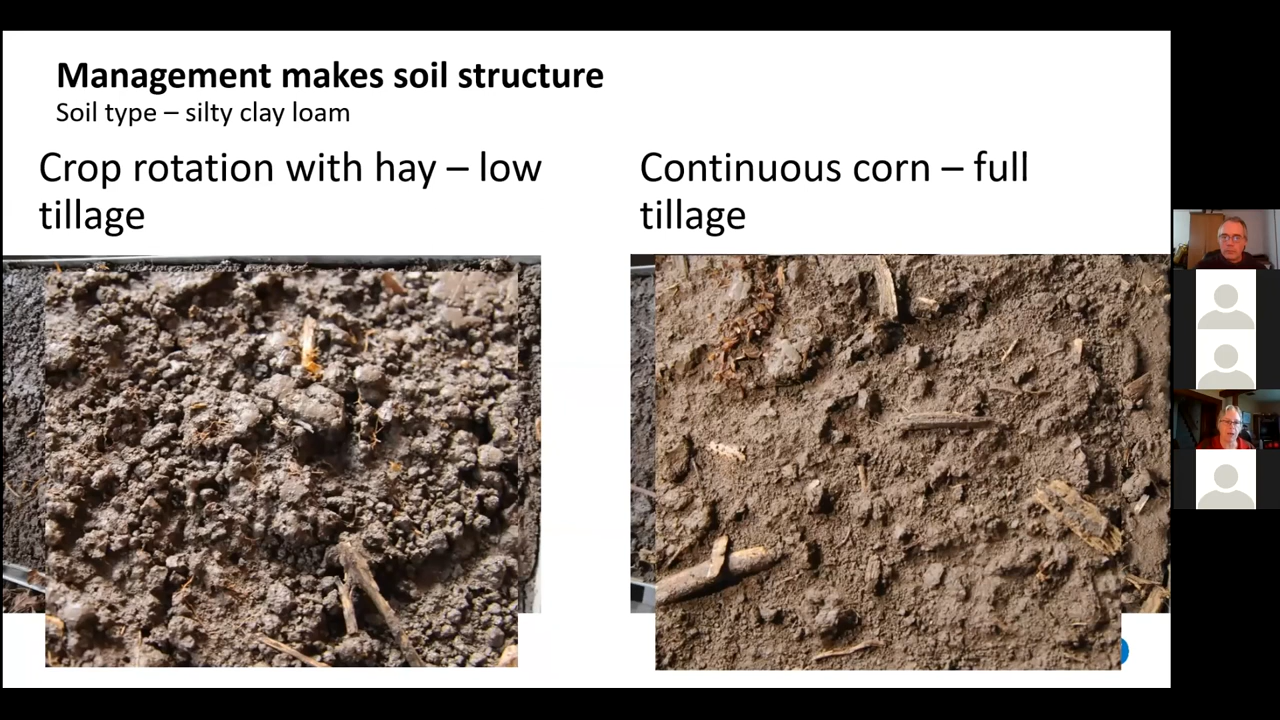 Management makes soil structure
Soil type – silty clay loam
Crop rotation with hay – low
tillage
Continuous corn – full
tillage